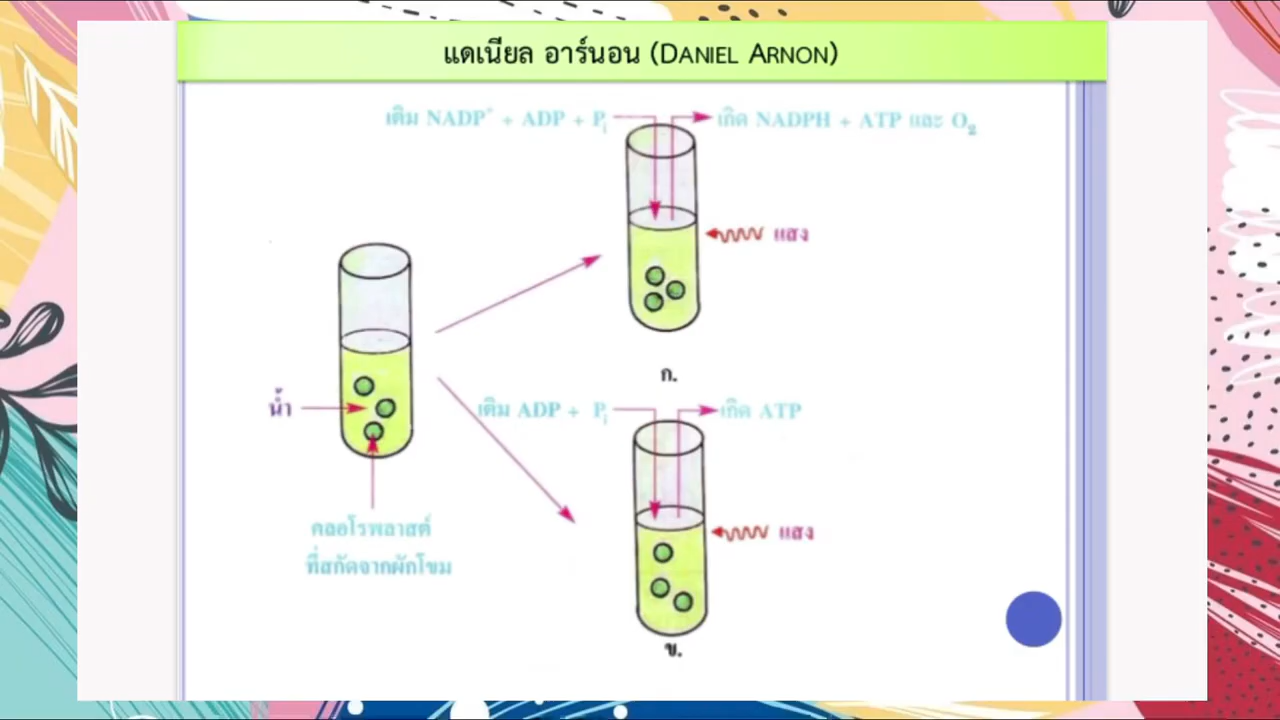 แดเนียล อาร์นอน (DANIEL ARNON)
เติม NADP⁺ + ADP + Pᵢ
เกิด NADPH + ATP และ O₂
แสง
ก.
น้ำ
เติม ADP + Pᵢ
เกิด ATP
แสง
คลอโรพลาสต์
ที่สกัดจากผักโขม
ข.